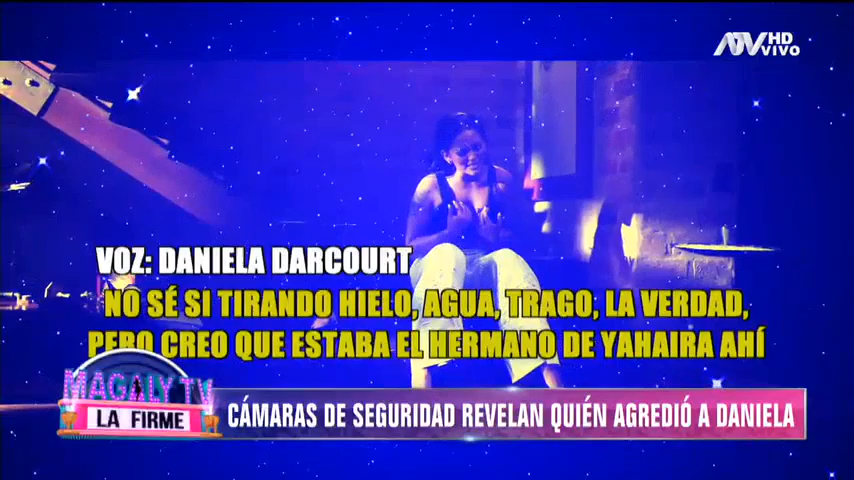 ATV HD
VIVO
VOZ: DANIELA DARCOURT
NO SÉ SI TIRANDO HIELO, AGUA, TRAGO, LA VERDAD,
PERO CREO QUE ESTABA EL HERMANO DE YAHAIRA AHÍ
MAGALY TV
LA FIRME
CÁMARAS DE SEGURIDAD REVELAN QUIÉN AGREDIÓ A DANIELA